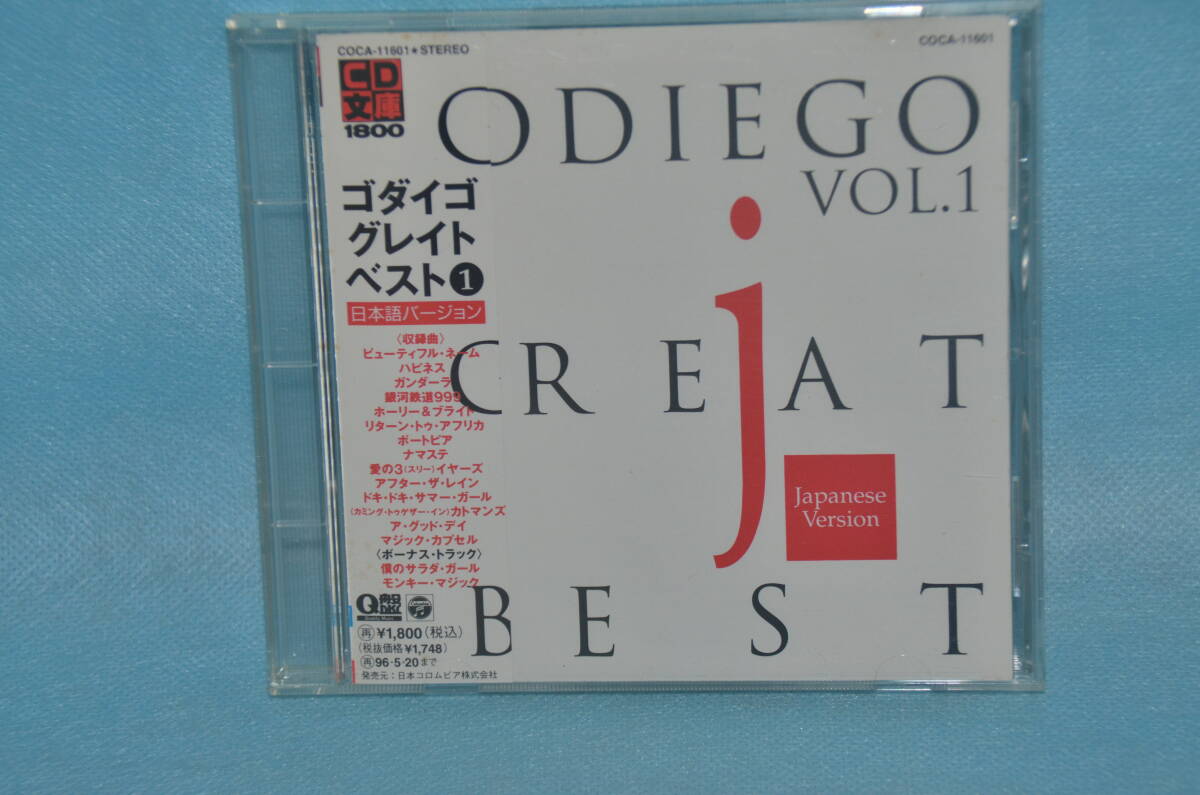 COCA-11601★STEREO
CD
文庫
1800
ゴダイゴ
グレイト
ベスト❶
日本語バージョン
〈収録曲〉
ビューティフル・ネーム
ハピネス
ガンダーラ
銀河鉄道999
ホーリー&ブライト
リターン・トゥ・アフリカ
ポートピア
ナマステ
愛の3(スリー)イヤーズ
アフター・ザ・レイン
ドキ・ドキ・サマー・ガール
(カミング・トゥゲザー・イン)カトマンズ
ア・グッド・デイ
マジック・カプセル
〈ボーナス・トラック〉
僕のサラダ・ガール
モンキー・マジック
Columbia
㊢¥1,800(税込)
(税抜価格¥1,748)
㊢96·5·20まで
発売元:日本コロムビア株式会社
COCA-11601
ODIEGO
VOL.1
j
CREAT
Japanese
Version
BEST